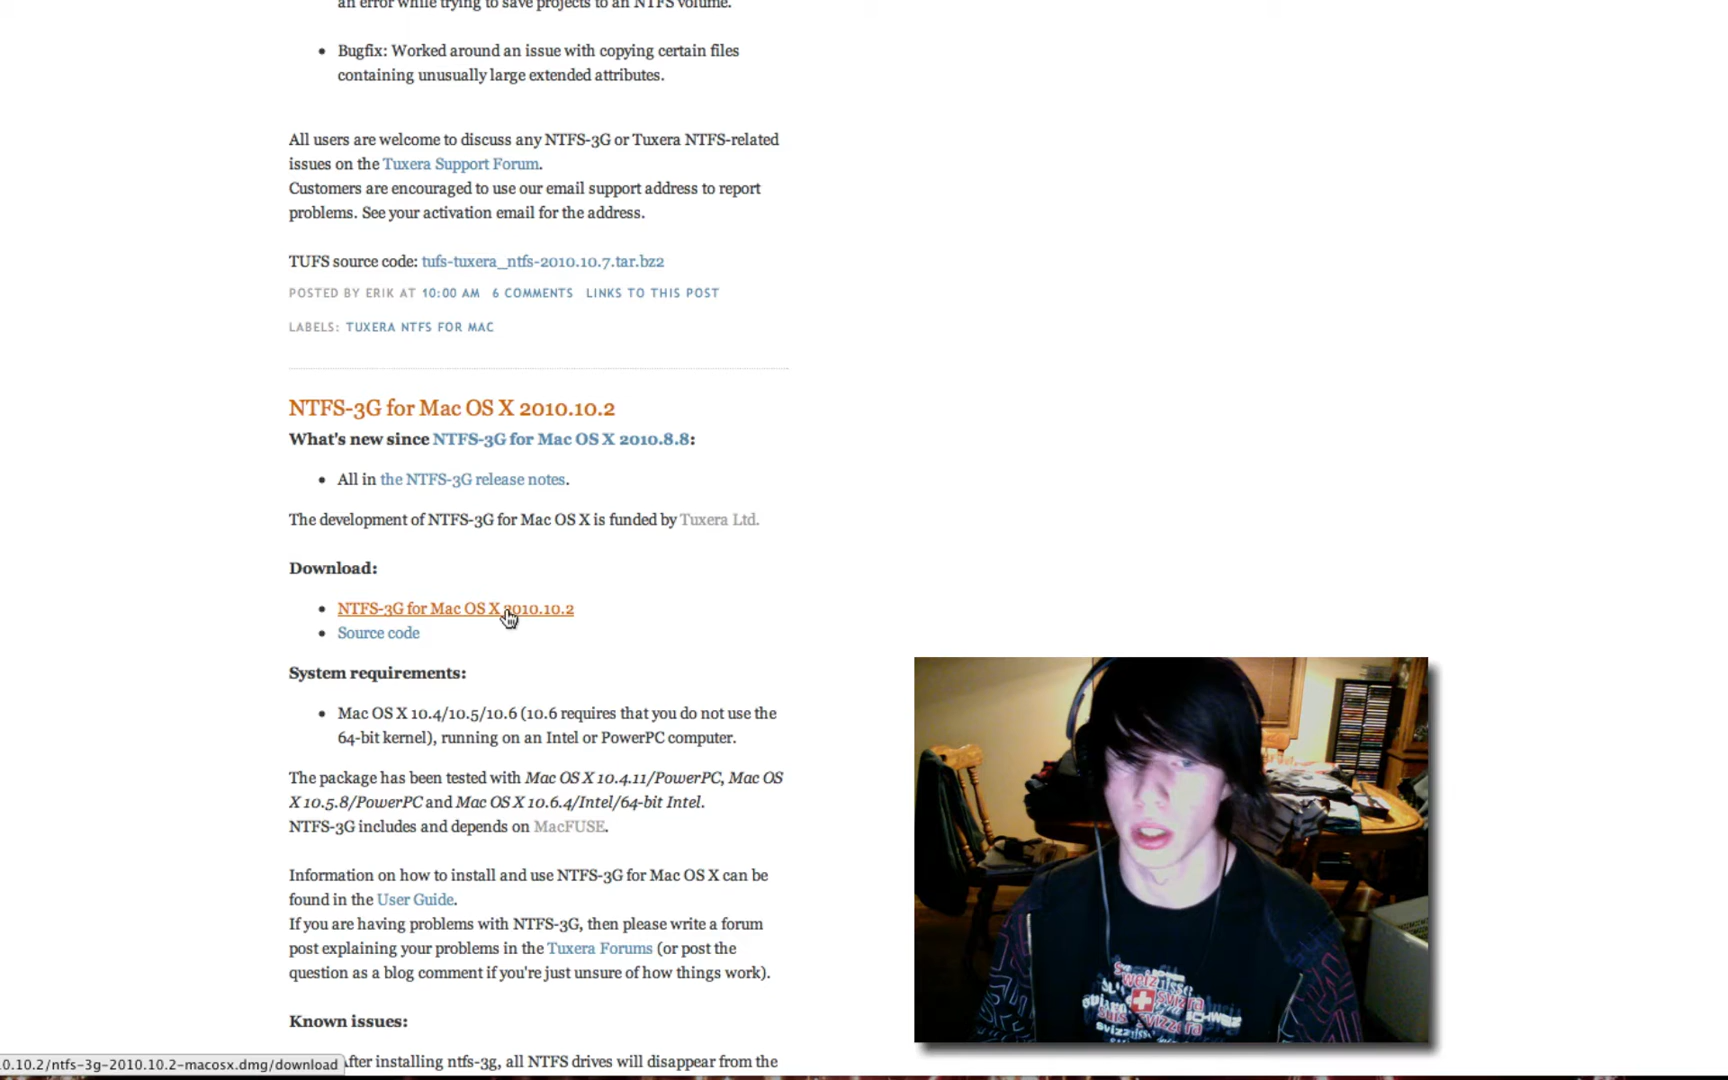 an error while trying to save projects to an NTFS volume.
• Bugfix: Worked around an issue with copying certain files
containing unusually large extended attributes.
All users are welcome to discuss any NTFS-3G or Tuxera NTFS-related
issues on the Tuxera Support Forum.
Customers are encouraged to use our email support address to report
problems. See your activation email for the address.
TUFS source code: tufs-tuxera_ntfs-2010.10.7.tar.bz2
POSTED BY ERIK AT 10:00 AM 6 COMMENTS LINKS TO THIS POST
LABELS: TUXERA NTFS FOR MAC
NTFS-3G for Mac OS X 2010.10.2
What's new since NTFS-3G for Mac OS X 2010.8.8:
• All in the NTFS-3G release notes.
The development of NTFS-3G for Mac OS X is funded by Tuxera Ltd.
Download:
• NTFS-3G for Mac OS X 2010.10.2
• Source code
System requirements:
• Mac OS X 10.4/10.5/10.6 (10.6 requires that you do not use the
64-bit kernel), running on an Intel or PowerPC computer.
The package has been tested with Mac OS X 10.4.11/PowerPC, Mac OS
X 10.5.8/PowerPC and Mac OS X 10.6.4/Intel/64-bit Intel.
NTFS-3G includes and depends on MacFUSE.
Information on how to install and use NTFS-3G for Mac OS X can be
found in the User Guide.
If you are having problems with NTFS-3G, then please write a forum
post explaining your problems in the Tuxera Forums (or post the
question as a blog comment if you're just unsure of how things work).
Known issues:
After installing ntfs-3g, all NTFS drives will disappear from the
0.10.2/ntfs-3g-2010.10.2-macosx.dmg/download
svizzra
SCHWEIZ
svizzi ra